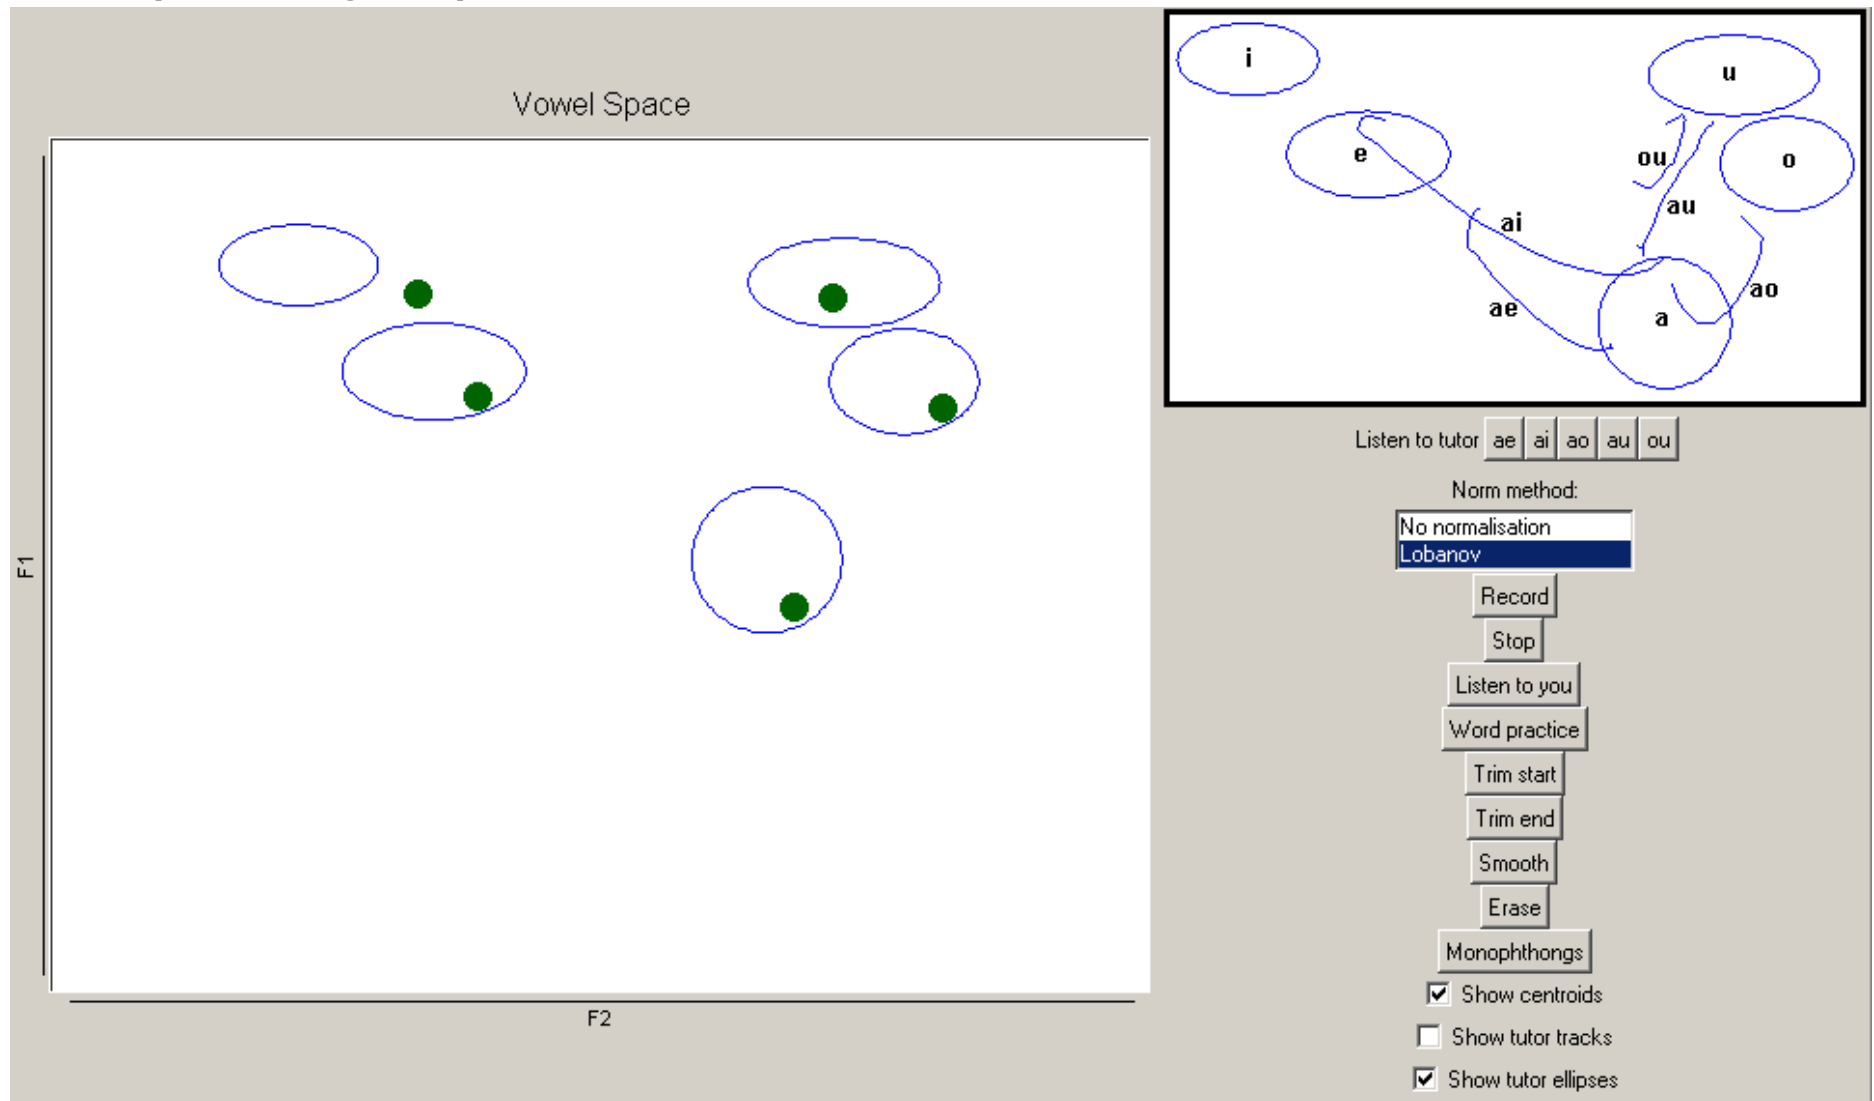 Vowel Space
F1
F2
i
u
e
ou
o
au
ai
ao
ae
a
Listen to tutor ae ai ao au ou
Norm method:
No normalisation
Lobanov
Record
Stop
Listen to you
Word practice
Trim start
Trim end
Smooth
Erase
Monophthongs
Show centroids
Show tutor tracks
Show tutor ellipses